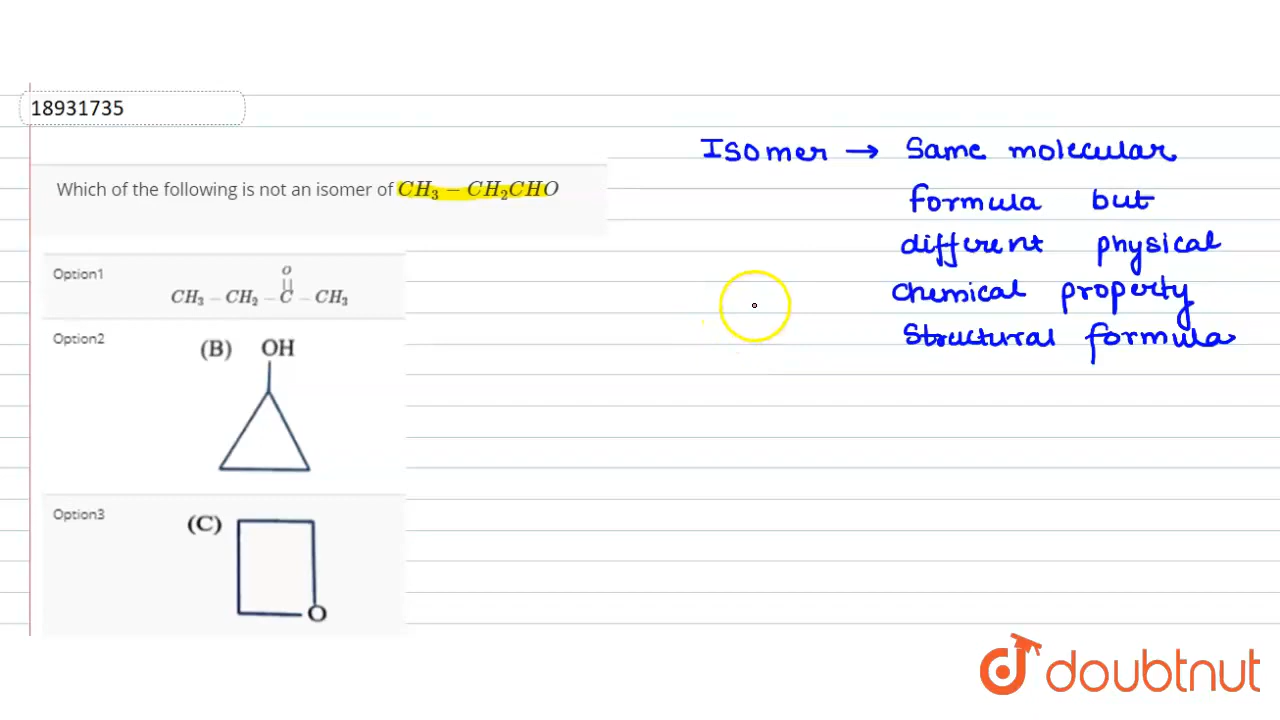 18931735
Which of the following is not an isomer of CH₃ − CH₂CHO
Option1
O
CH₃ − CH₂ − C − CH₃
Option2
(B) OH
Option3
(C)
O
Isomer → Same molecular
formula but
different physical
chemical property
Structural formula
doubtnut